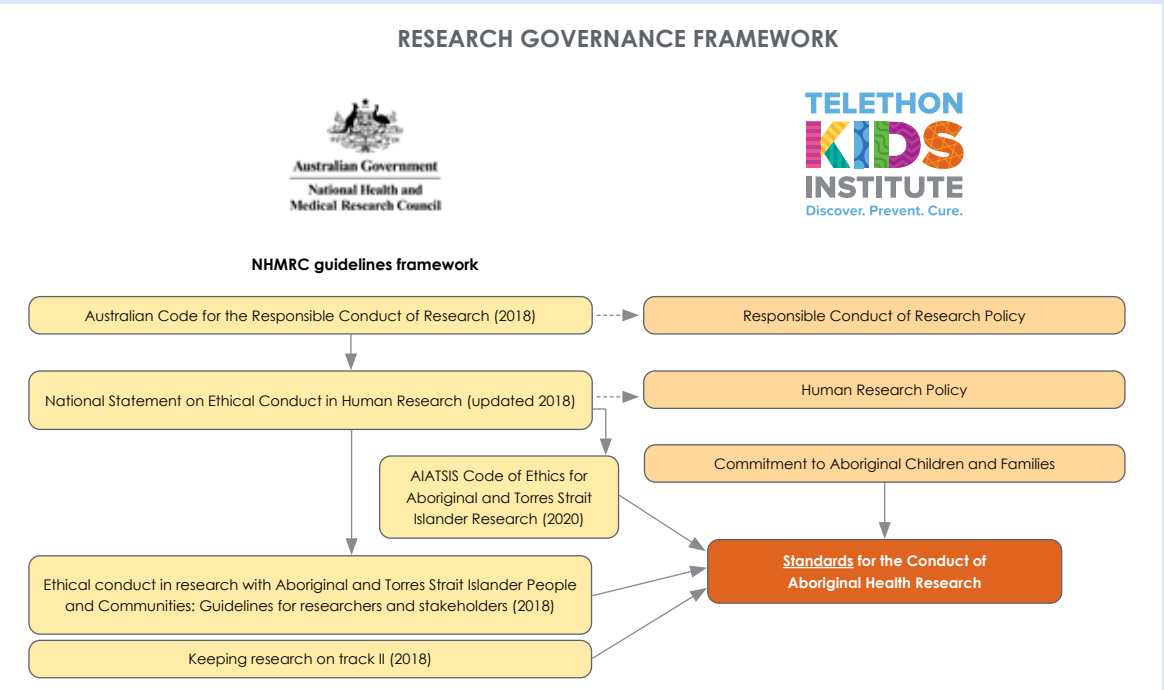 RESEARCH GOVERNANCE FRAMEWORK
Australian Government
National Health and
Medical Research Council
TELETHON
KIDS
INSTITUTE
Discover. Prevent. Cure.
NHMRC guidelines framework
Australian Code for the Responsible Conduct of Research (2018)
Responsible Conduct of Research Policy
National Statement on Ethical Conduct in Human Research (updated 2018)
Human Research Policy
AIATSIS Code of Ethics for
Aboriginal and Torres Strait
Islander Research (2020)
Commitment to Aboriginal Children and Families
Standards for the Conduct of
Aboriginal Health Research
Ethical conduct in research with Aboriginal and Torres Strait Islander People
and Communities: Guidelines for researchers and stakeholders (2018)
Keeping research on track II (2018)